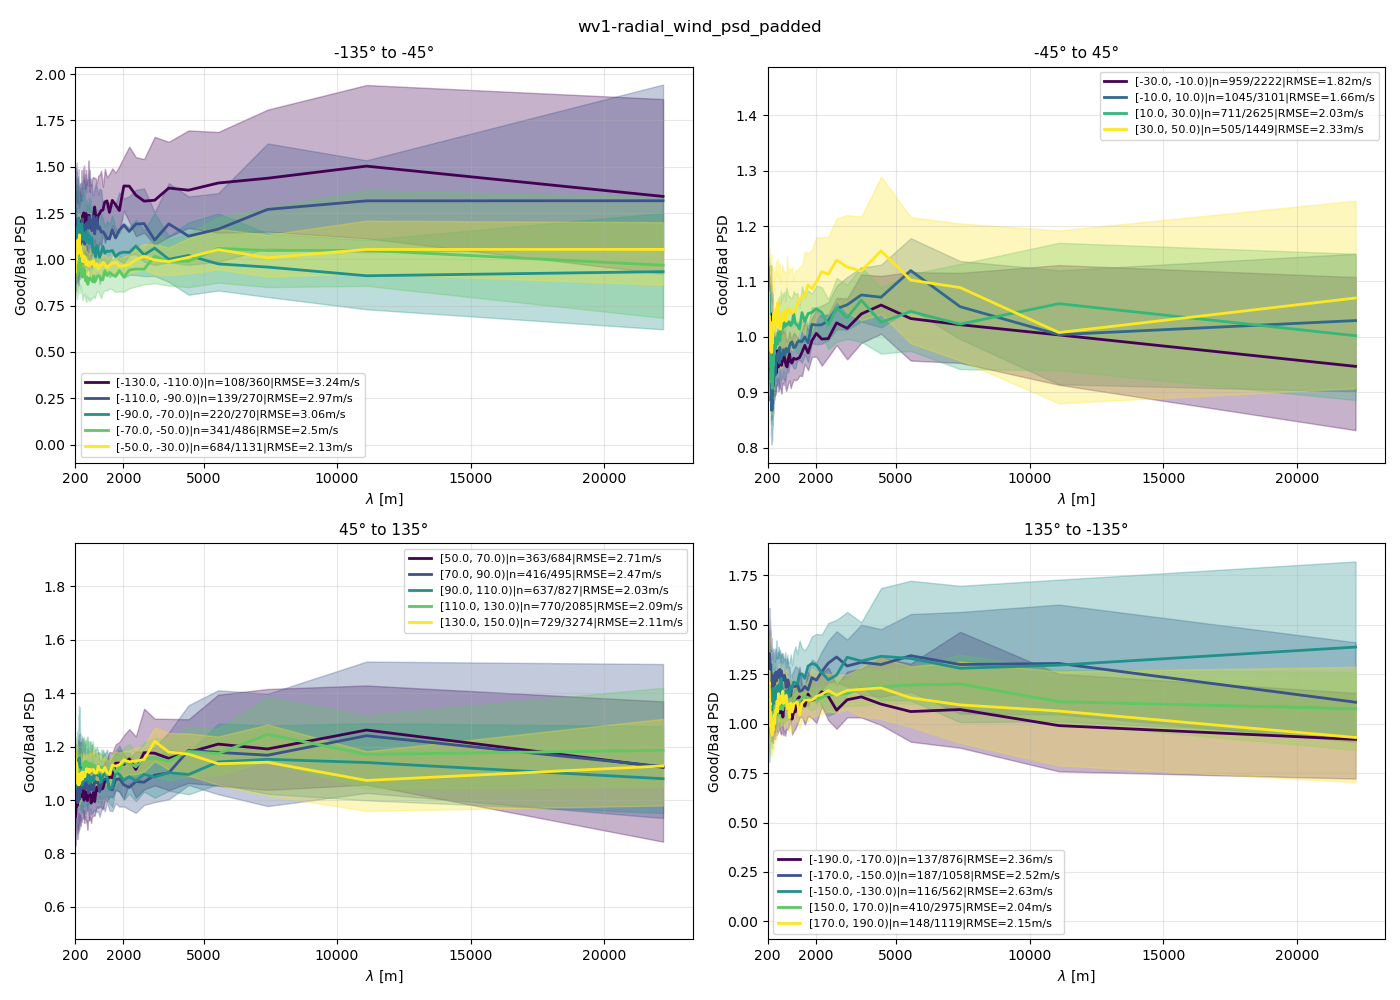 wv1-radial_wind_psd_padded
-135° to -45°
Good/Bad PSD
2.00
1.75
1.50
1.25
1.00
0.75
0.50
0.25
0.00
[-130.0, -110.0)|n=108/360|RMSE=3.24m/s
[-110.0, -90.0)|n=139/270|RMSE=2.97m/s
[-90.0, -70.0)|n=220/270|RMSE=3.06m/s
[-70.0, -50.0)|n=341/486|RMSE=2.5m/s
[-50.0, -30.0)|n=684/1131|RMSE=2.13m/s
200 2000 5000 10000 15000 20000
λ [m]
-45° to 45°
Good/Bad PSD
1.4
1.3
1.2
1.1
1.0
0.9
0.8
[-30.0, -10.0)|n=959/2222|RMSE=1.82m/s
[-10.0, 10.0)|n=1045/3101|RMSE=1.66m/s
[10.0, 30.0)|n=711/2625|RMSE=2.03m/s
[30.0, 50.0)|n=505/1449|RMSE=2.33m/s
200 2000 5000 10000 15000 20000
λ [m]
45° to 135°
Good/Bad PSD
1.8
1.6
1.4
1.2
1.0
0.8
0.6
[50.0, 70.0)|n=363/684|RMSE=2.71m/s
[70.0, 90.0)|n=416/495|RMSE=2.47m/s
[90.0, 110.0)|n=637/827|RMSE=2.03m/s
[110.0, 130.0)|n=770/2085|RMSE=2.09m/s
[130.0, 150.0)|n=729/3274|RMSE=2.11m/s
200 2000 5000 10000 15000 20000
λ [m]
135° to -135°
Good/Bad PSD
1.75
1.50
1.25
1.00
0.75
0.50
0.25
0.00
[-190.0, -170.0)|n=137/876|RMSE=2.36m/s
[-170.0, -150.0)|n=187/1058|RMSE=2.52m/s
[-150.0, -130.0)|n=116/562|RMSE=2.63m/s
[150.0, 170.0)|n=410/2975|RMSE=2.04m/s
[170.0, 190.0)|n=148/1119|RMSE=2.15m/s
200 2000 5000 10000 15000 20000
λ [m]